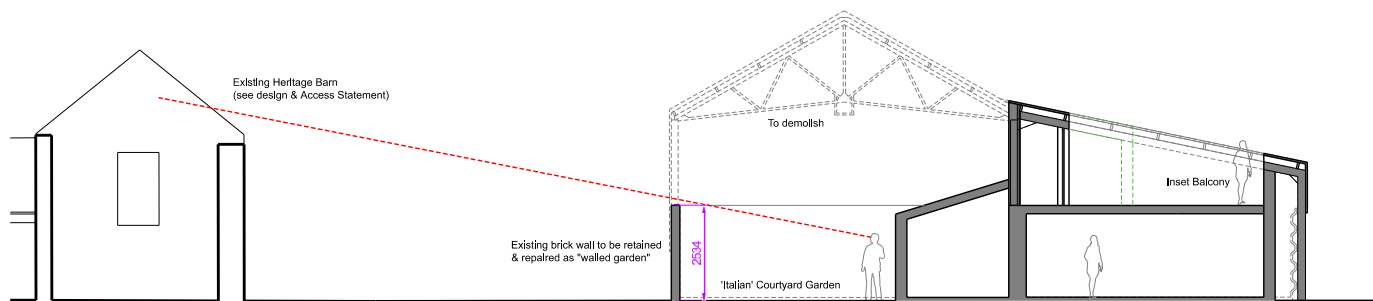 Existing Heritage Barn
(see design & Access Statement)
To demolish
Inset Balcony
Existing brick wall to be retained
& repaired as "walled garden"
2534
'Italian' Courtyard Garden